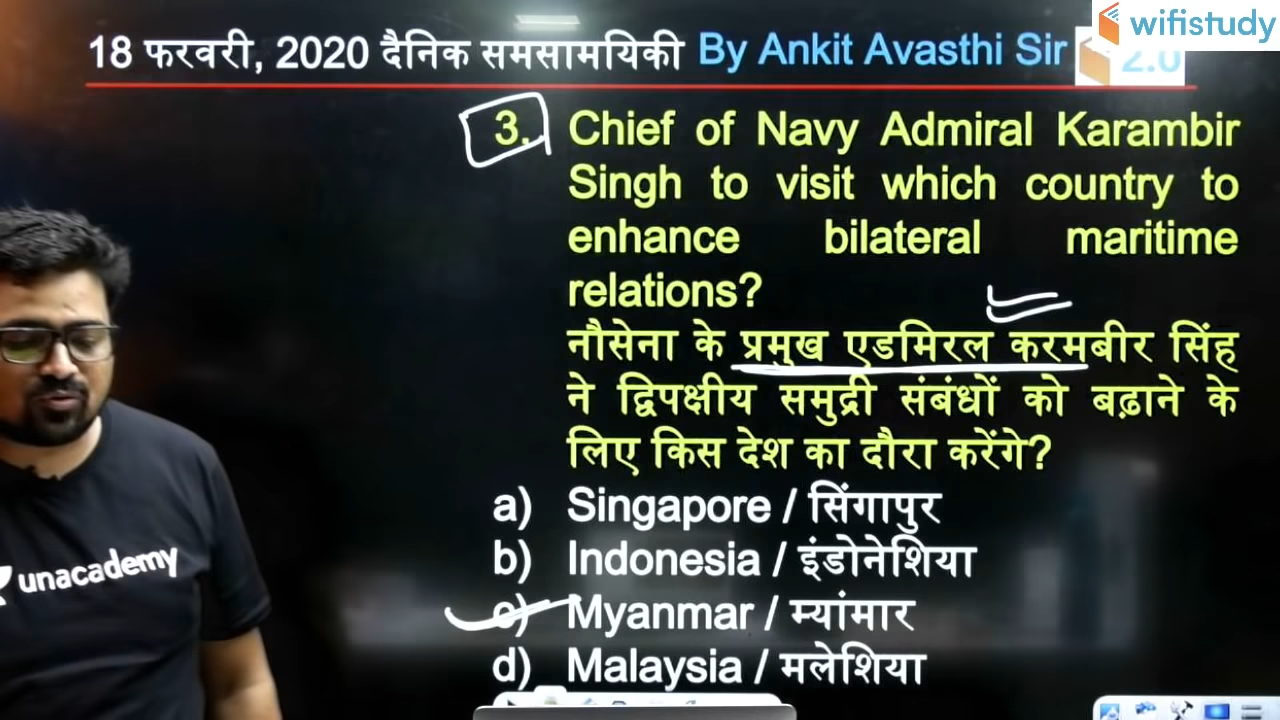 wifistudy
18 फरवरी, 2020 दैनिक समसामयिकी By Ankit Avasthi Sir 2.0
3. Chief of Navy Admiral Karambir
Singh to visit which country to
enhance bilateral maritime
relations?
नौसेना के प्रमुख एडमिरल करमबीर सिंह
ने द्विपक्षीय समुद्री संबंधों को बढ़ाने के
लिए किस देश का दौरा करेंगे?
a) Singapore / सिंगापुर
b) Indonesia / इंडोनेशिया
c) Myanmar / म्यांमार
d) Malaysia / मलेशिया
unacademy